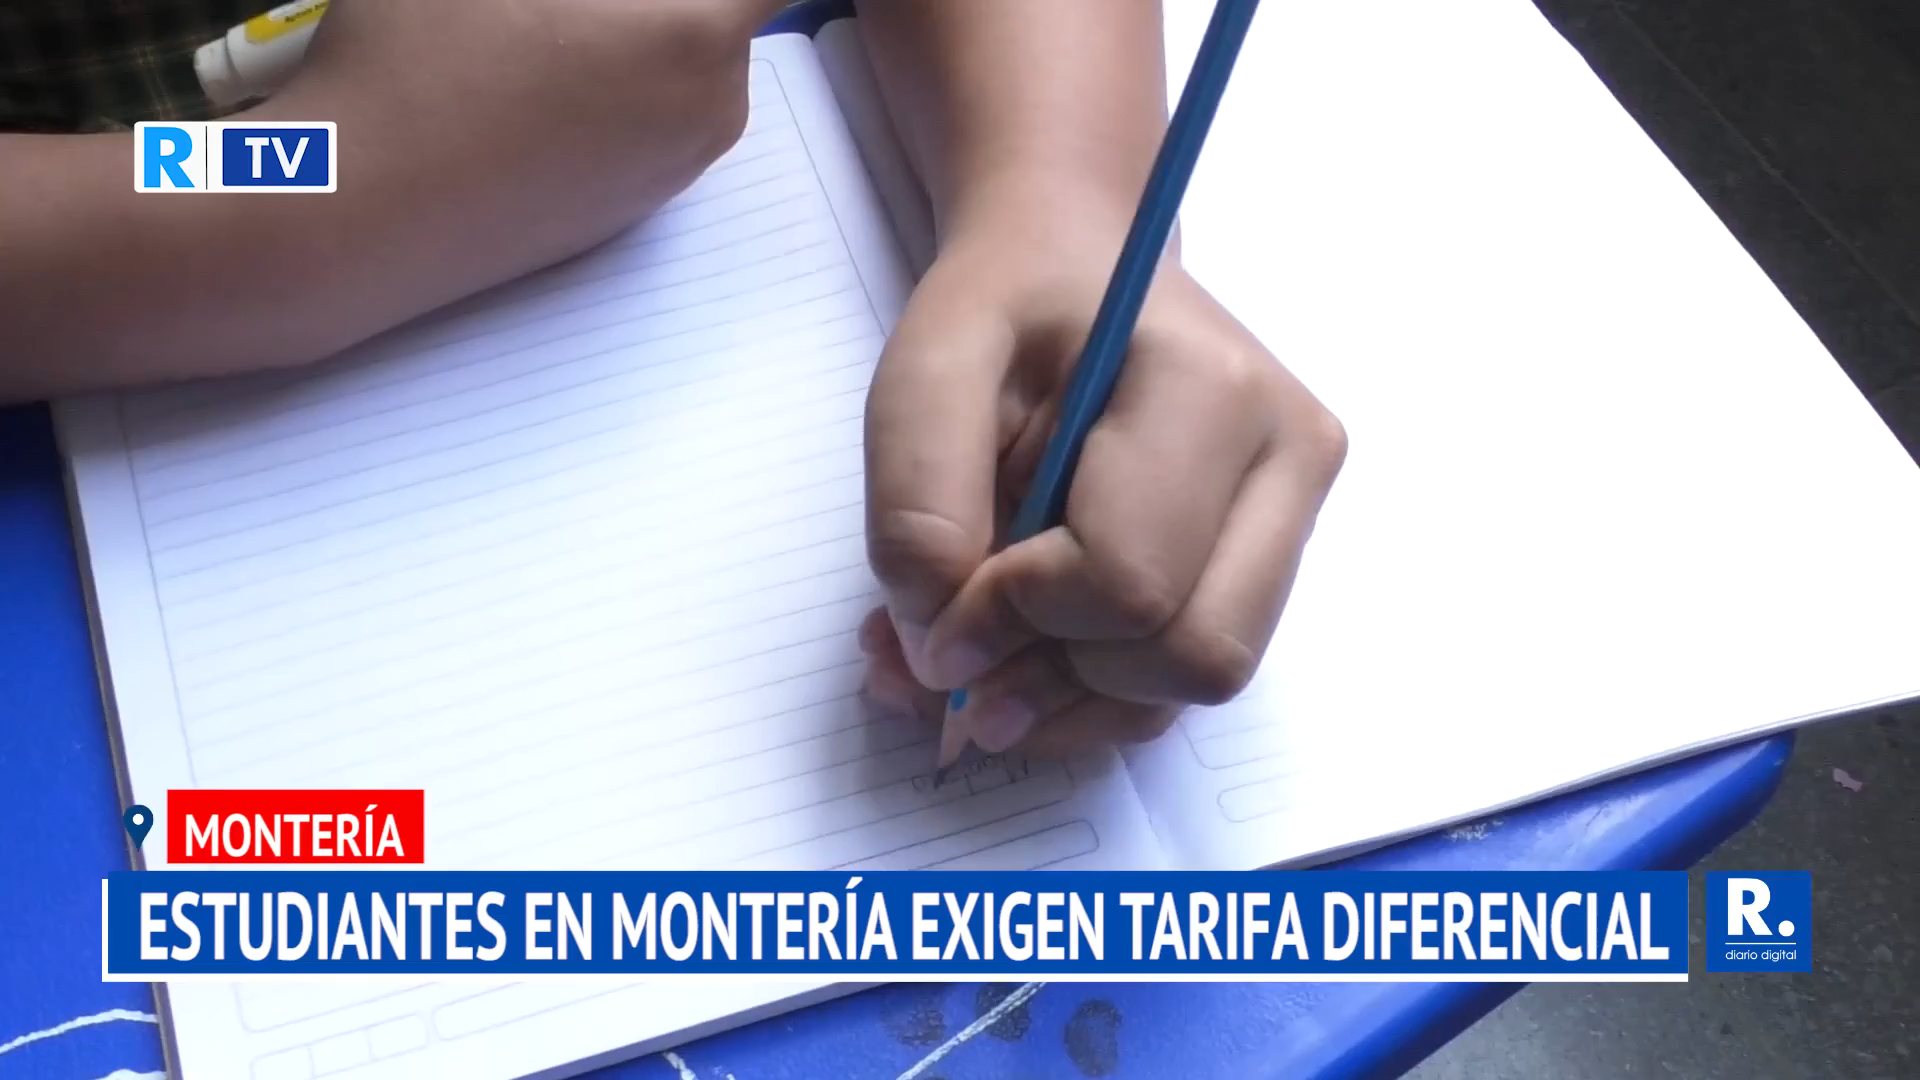 R TV
MONTERÍA
ESTUDIANTES EN MONTERÍA EXIGEN TARIFA DIFERENCIAL
R.
diario digital